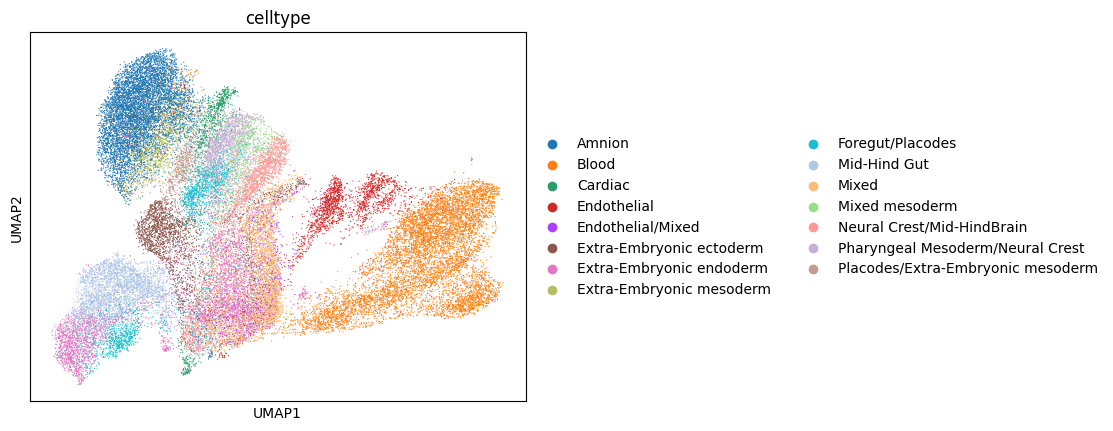 celltype
UMAP2
UMAP1
Amnion
Blood
Cardiac
Endothelial
Endothelial/Mixed
Extra-Embryonic ectoderm
Extra-Embryonic endoderm
Extra-Embryonic mesoderm
Foregut/Placodes
Mid-Hind Gut
Mixed
Mixed mesoderm
Neural Crest/Mid-HindBrain
Pharyngeal Mesoderm/Neural Crest
Placodes/Extra-Embryonic mesoderm